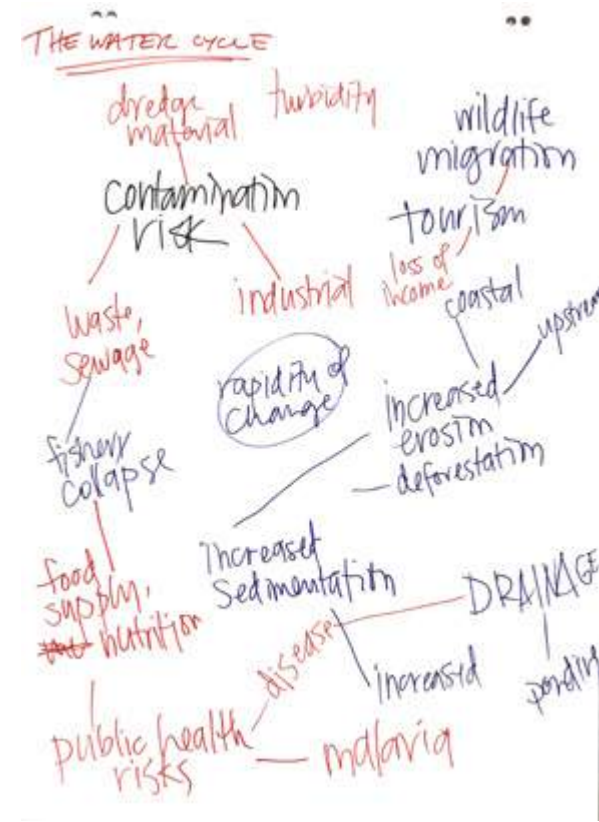 THE WATER CYCLE
dredge
material
turbidity
wildlife
migration
contamination
risk
tourism
loss of
income
industrial
coastal
waste,
sewage
rapidity of
change
increased
erosion
deforestation
fishery
collapse
increased
sedimentation
food
supply,
nutrition
DRAINAGE
disease
increased
public health
risks
malaria